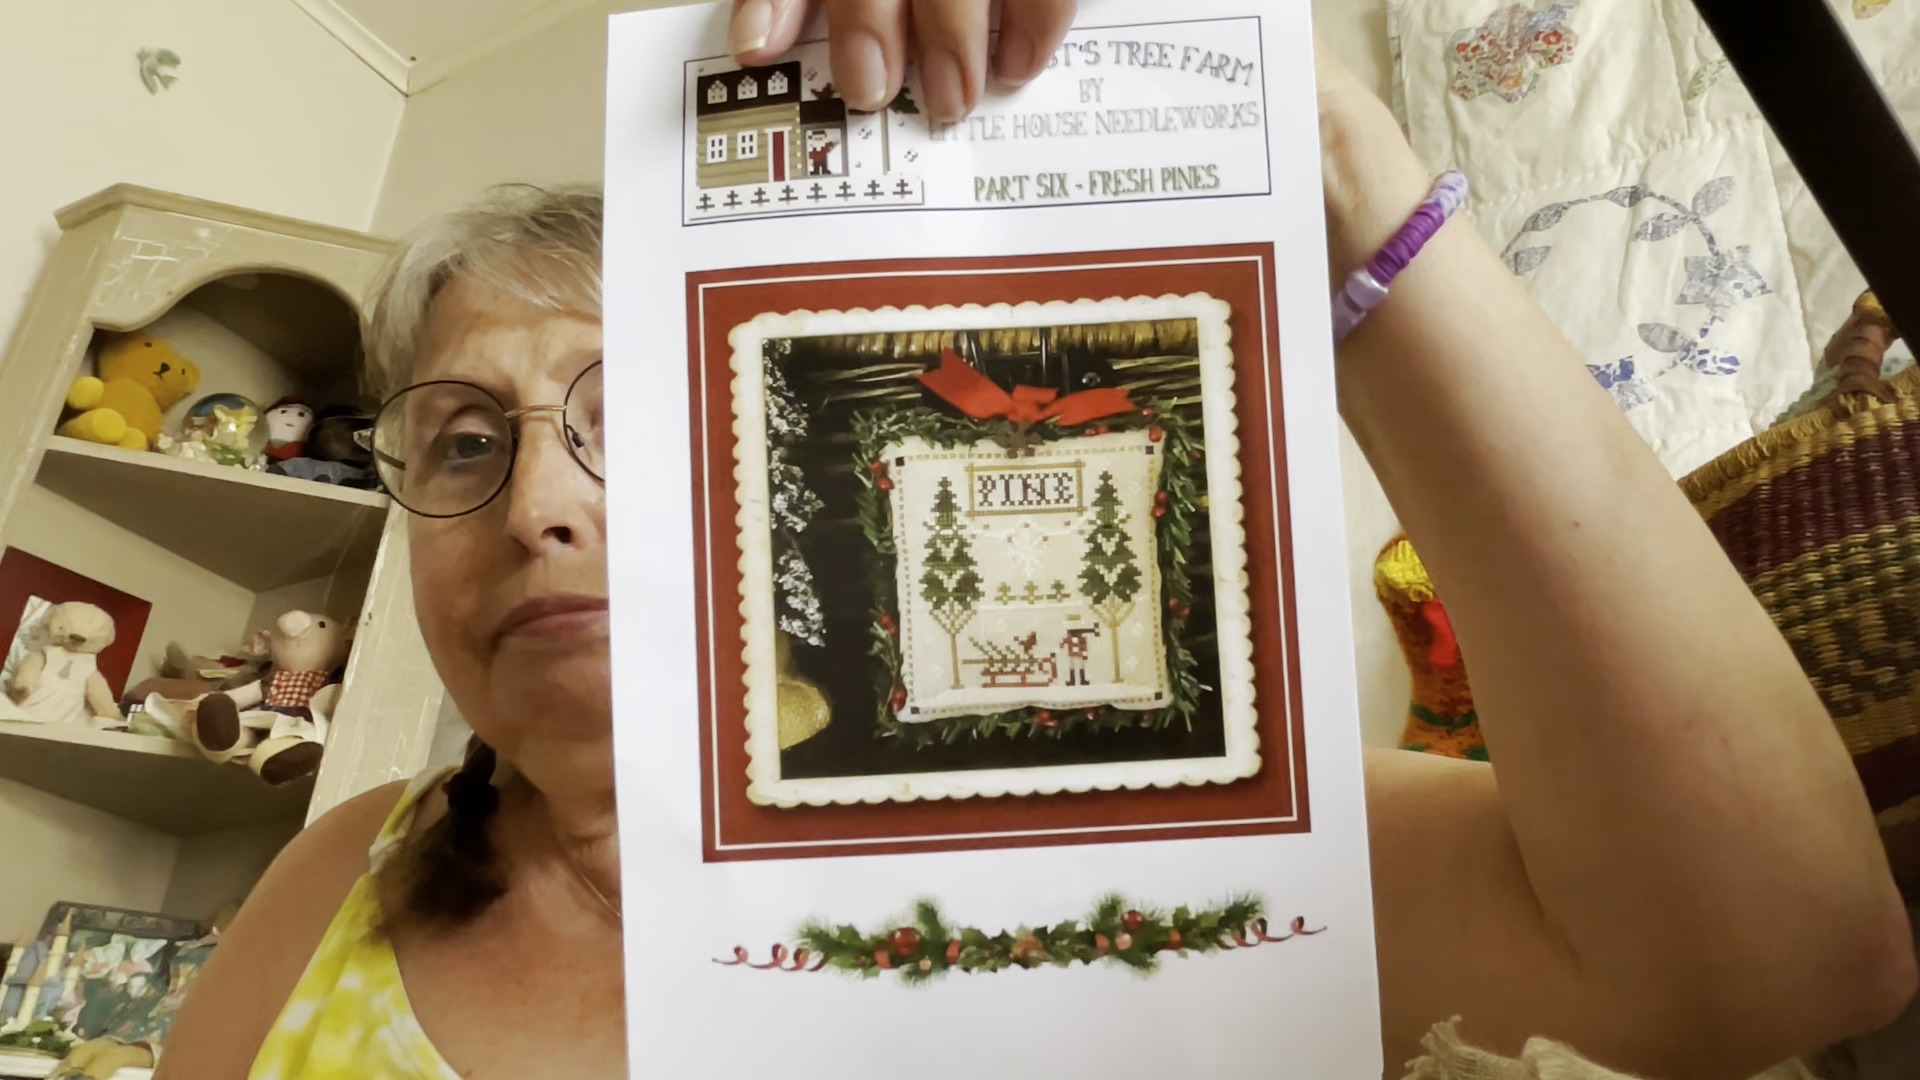 TREE FARM
BY
LITTLE HOUSE NEEDLEWORKS
PART SIX - FRESH PINES
PINE